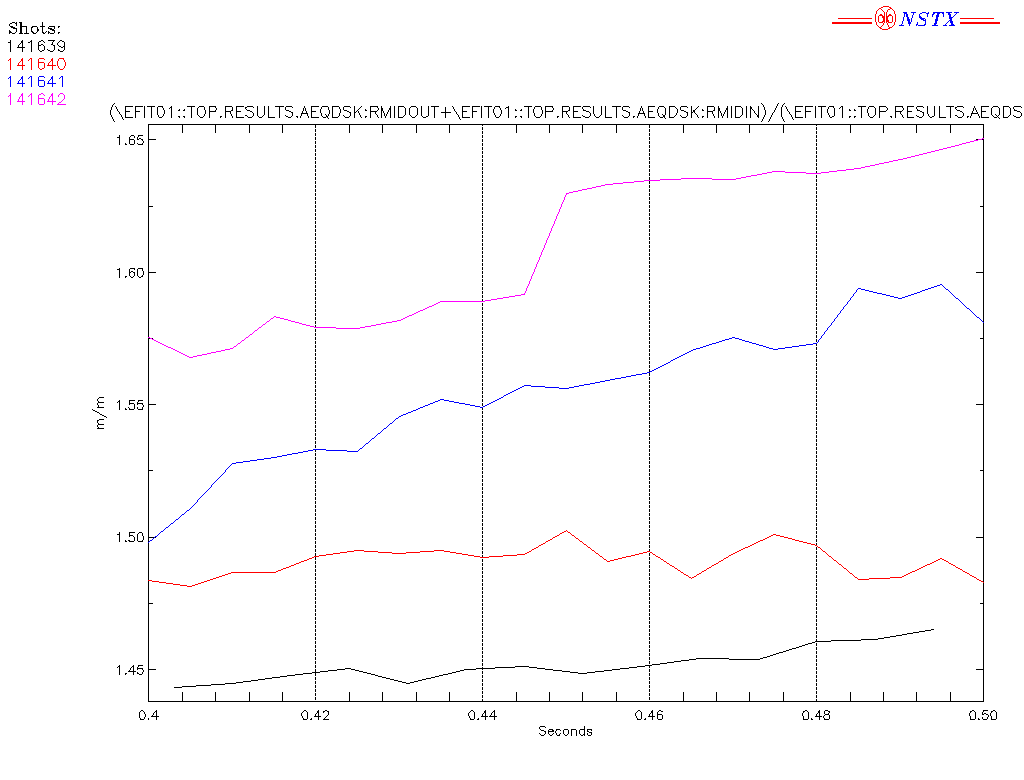 NSTX
Shots:
141639
141640
141641
141642
(\EFIT01::TOP.RESULTS.AEQDSK:RMIDOUT+\EFIT01::TOP.RESULTS.AEQDSK:RMIDIN)/(\EFIT01::TOP.RESULTS.AEQDS
1.65
1.60
1.55
m/m
1.50
1.45
0.4 0.42 0.44 0.46 0.48 0.50
Seconds